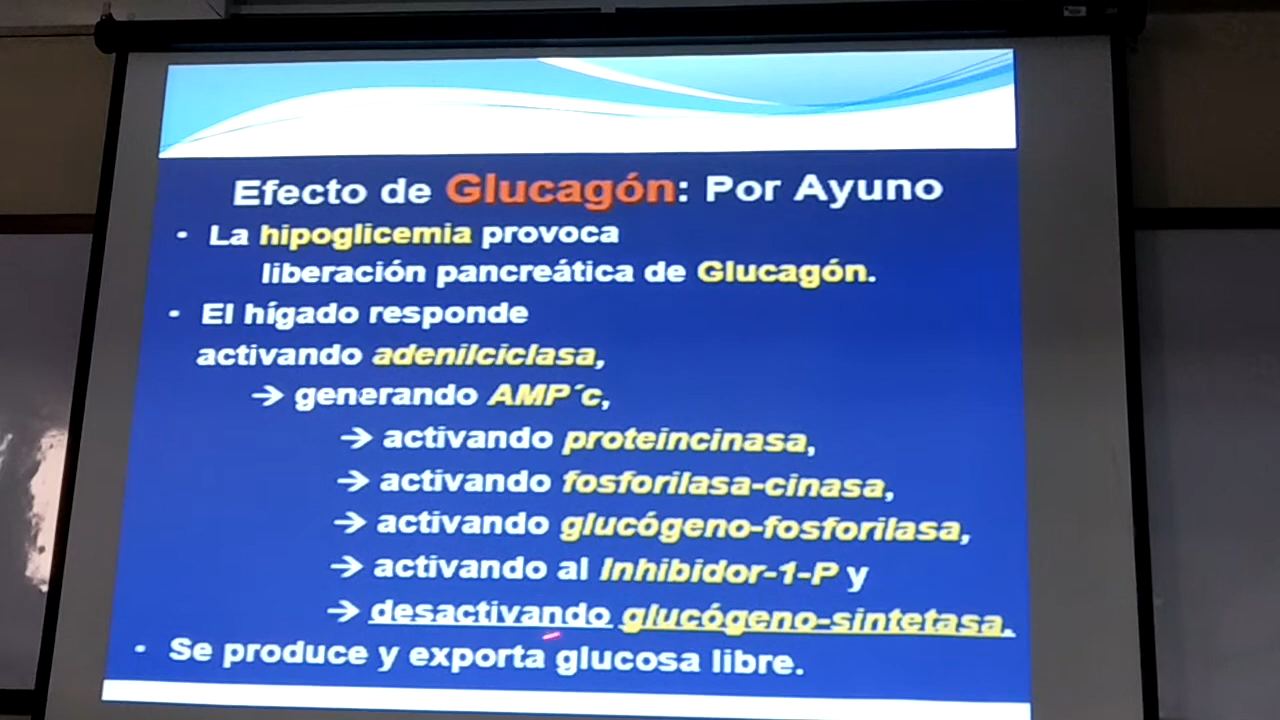 Efecto de Glucagón: Por Ayuno
• La hipoglicemia provoca
liberación pancreática de Glucagón.
• El hígado responde
activando adenilciclasa,
→ generando AMP´c,
→ activando proteincinasa,
→ activando fosforilasa-cinasa,
→ activando glucógeno-fosforilasa,
→ activando al Inhibidor-1-P y
→ desactivando glucógeno-sintetasa.
• Se produce y exporta glucosa libre.